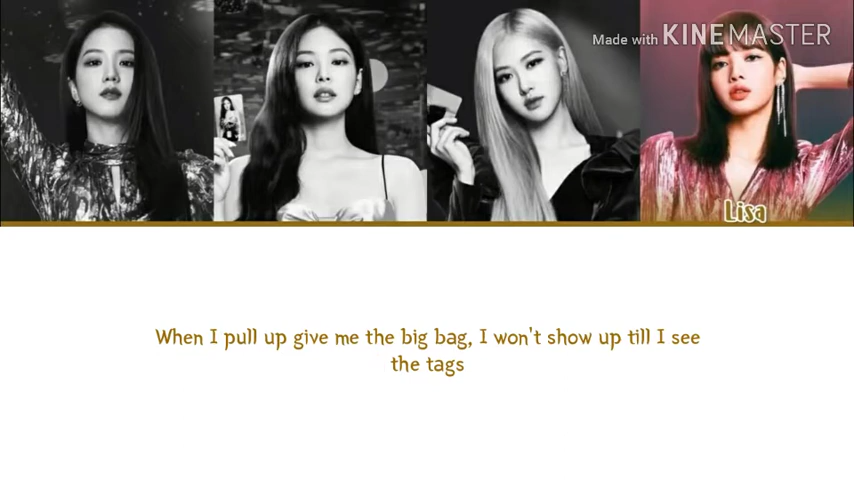 Made with KINEMASTER
Lisa
When I pull up give me the big bag, I won't show up till I see
the tags